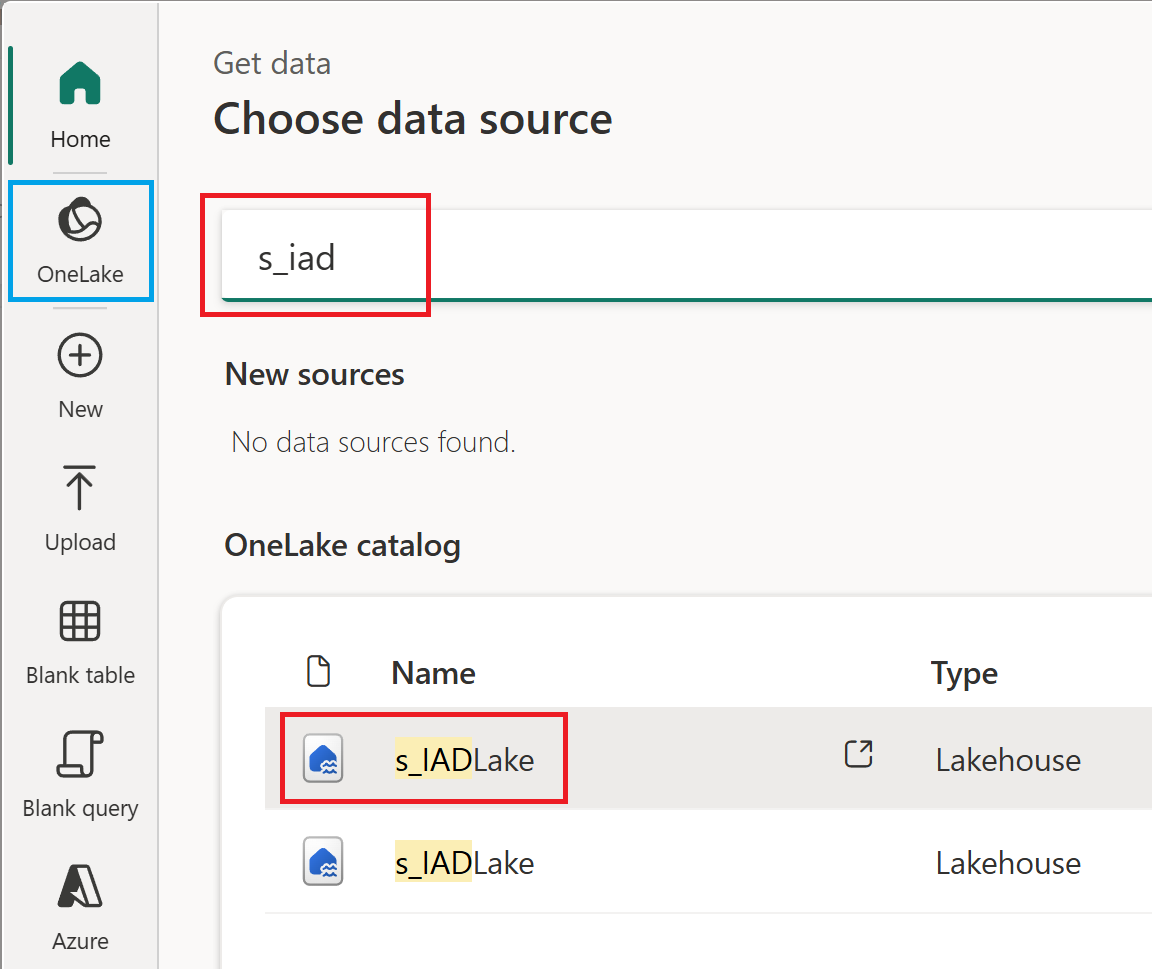 Home
OneLake
New
Upload
Blank table
Blank query
Azure
Get data
Choose data source
s_iad
New sources
No data sources found.
OneLake catalog
Name Type
s_IADLake Lakehouse
s_IADLake Lakehouse